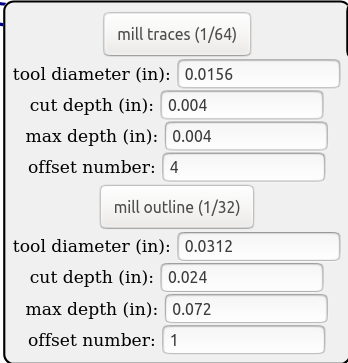 mill traces (1/64)
tool diameter (in): 0.0156
cut depth (in): 0.004
max depth (in): 0.004
offset number: 4
mill outline (1/32)
tool diameter (in): 0.0312
cut depth (in): 0.024
max depth (in): 0.072
offset number: 1